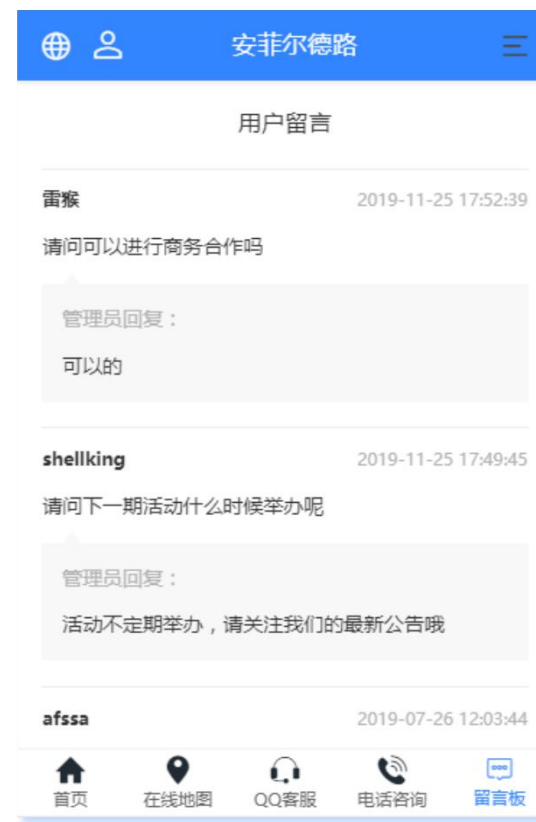 安菲尔德路
用户留言
雷猴 2019-11-25 17:52:39
请问可以进行商务合作吗
管理员回复：
可以的
shellking 2019-11-25 17:49:45
请问下一期活动什么时候举办呢
管理员回复：
活动不定期举办，请关注我们的最新公告哦
afssa 2019-07-26 12:03:44
首页 在线地图 QQ客服 电话咨询 留言板